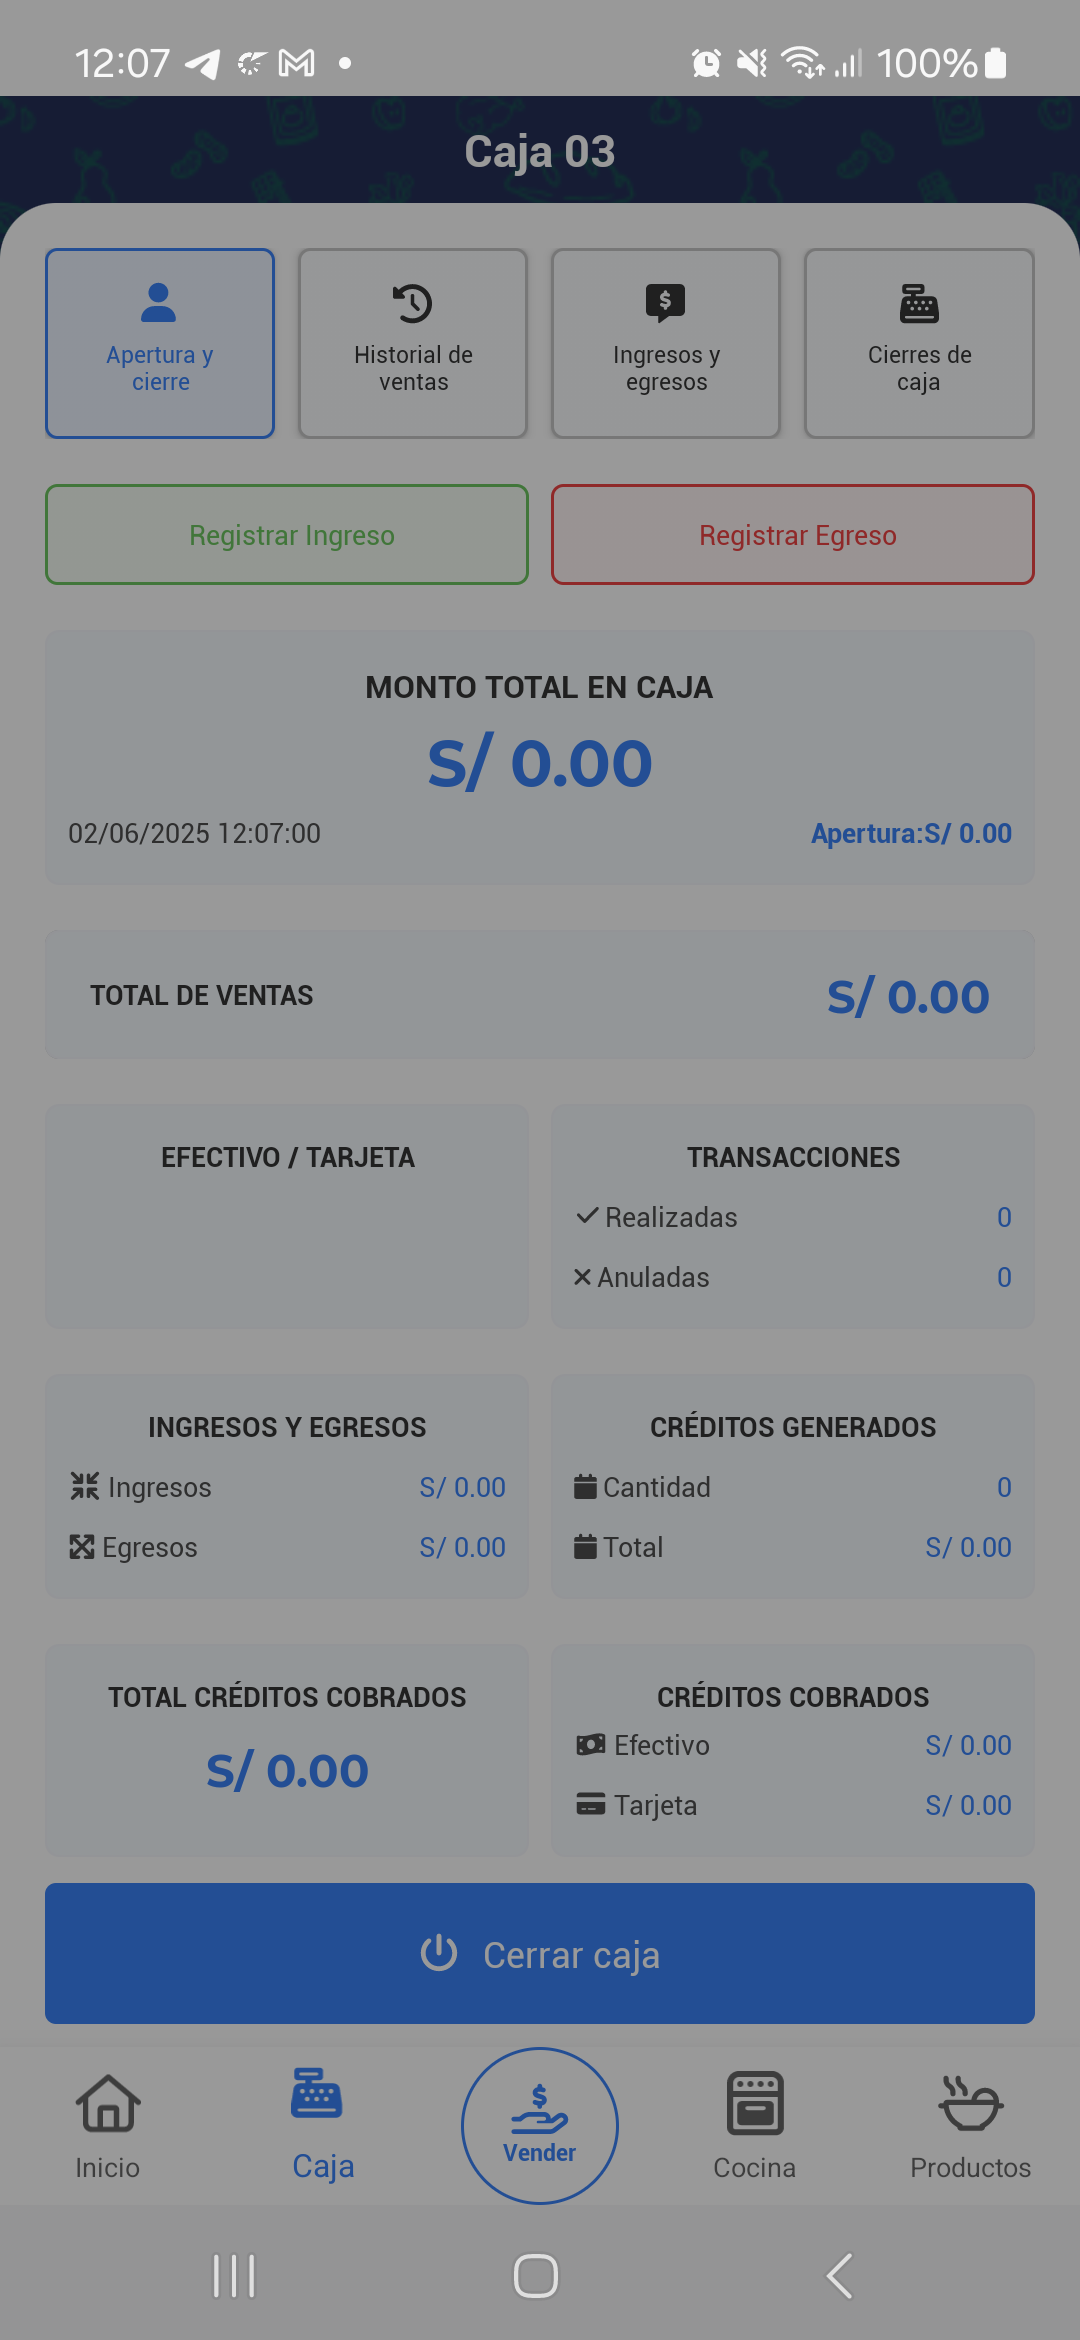 12:07
100%
Caja 03
Apertura y
cierre
Historial de
ventas
Ingresos y
egresos
Cierres de
caja
Registrar Ingreso
Registrar Egreso
MONTO TOTAL EN CAJA
S/ 0.00
02/06/2025 12:07:00
Apertura:S/ 0.00
TOTAL DE VENTAS
S/ 0.00
EFECTIVO / TARJETA
TRANSACCIONES
Realizadas 0
Anuladas 0
INGRESOS Y EGRESOS
Ingresos S/ 0.00
Egresos S/ 0.00
CRÉDITOS GENERADOS
Cantidad 0
Total S/ 0.00
TOTAL CRÉDITOS COBRADOS
S/ 0.00
CRÉDITOS COBRADOS
Efectivo S/ 0.00
Tarjeta S/ 0.00
Cerrar caja
Inicio
Caja
Vender
Cocina
Productos